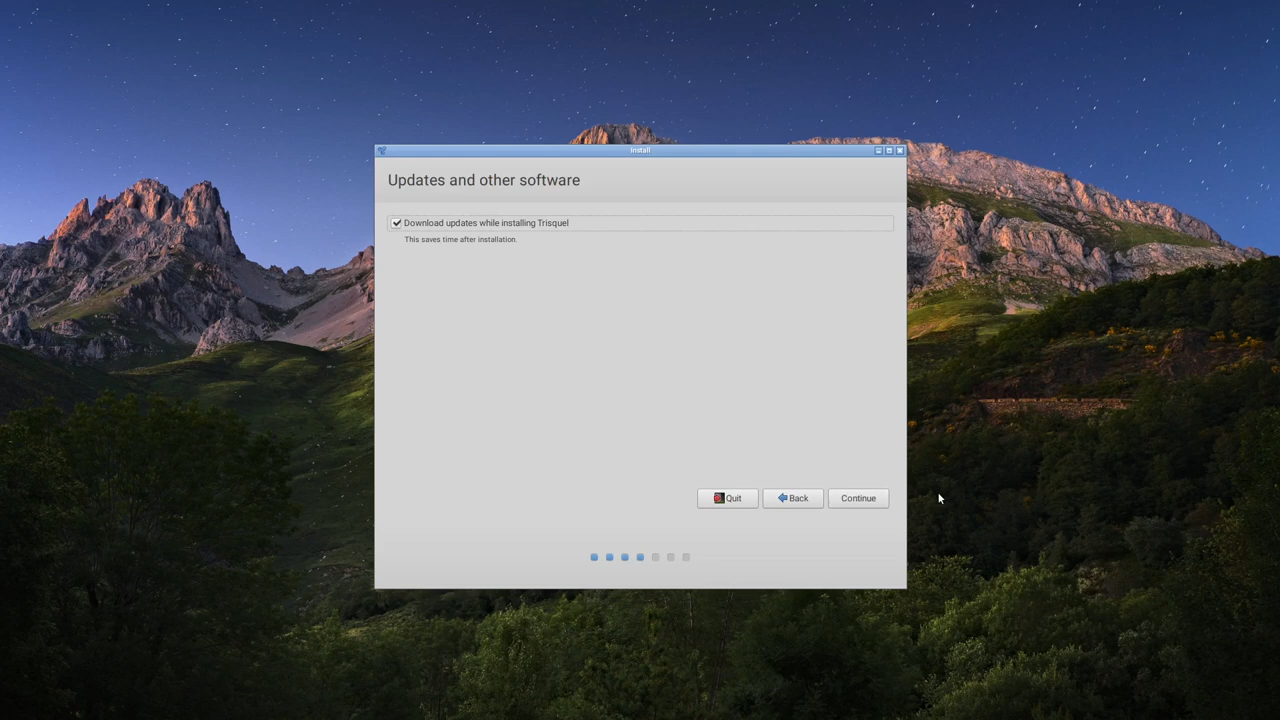 Install
Updates and other software
Download updates while installing Trisquel
This saves time after installation.
Quit
Back
Continue